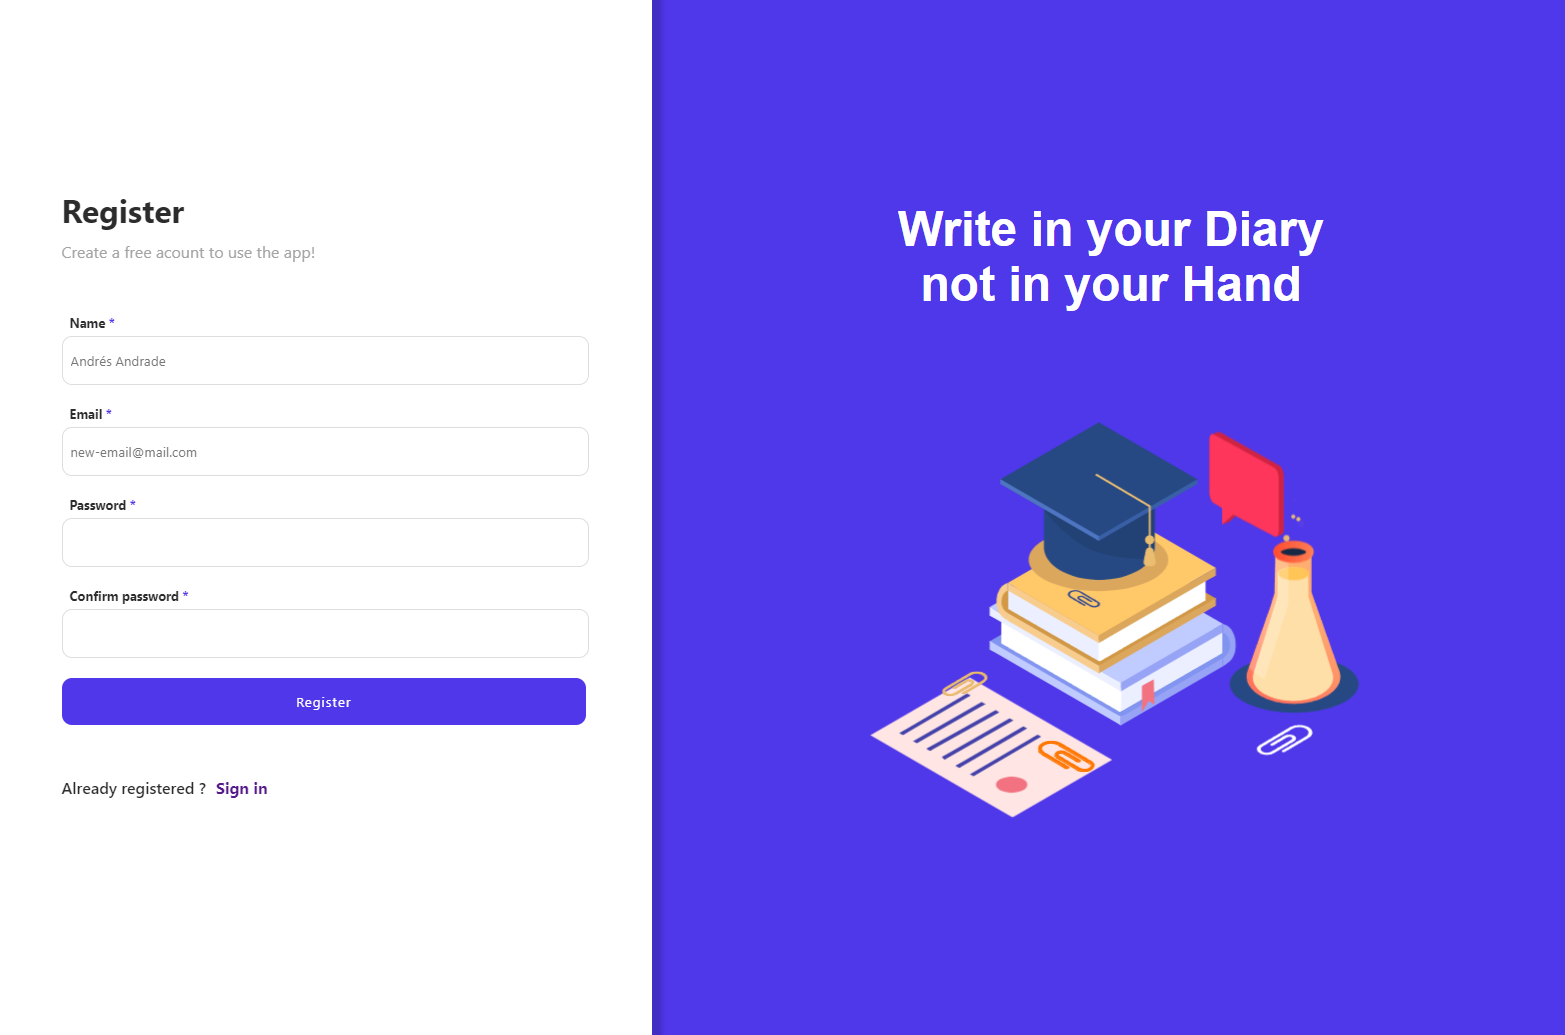 Register
Create a free acount to use the app!
Name *
Andrés Andrade
Email *
new-email@mail.com
Password *
Confirm password *
Register
Already registered ? Sign in
Write in your Diary
not in your Hand